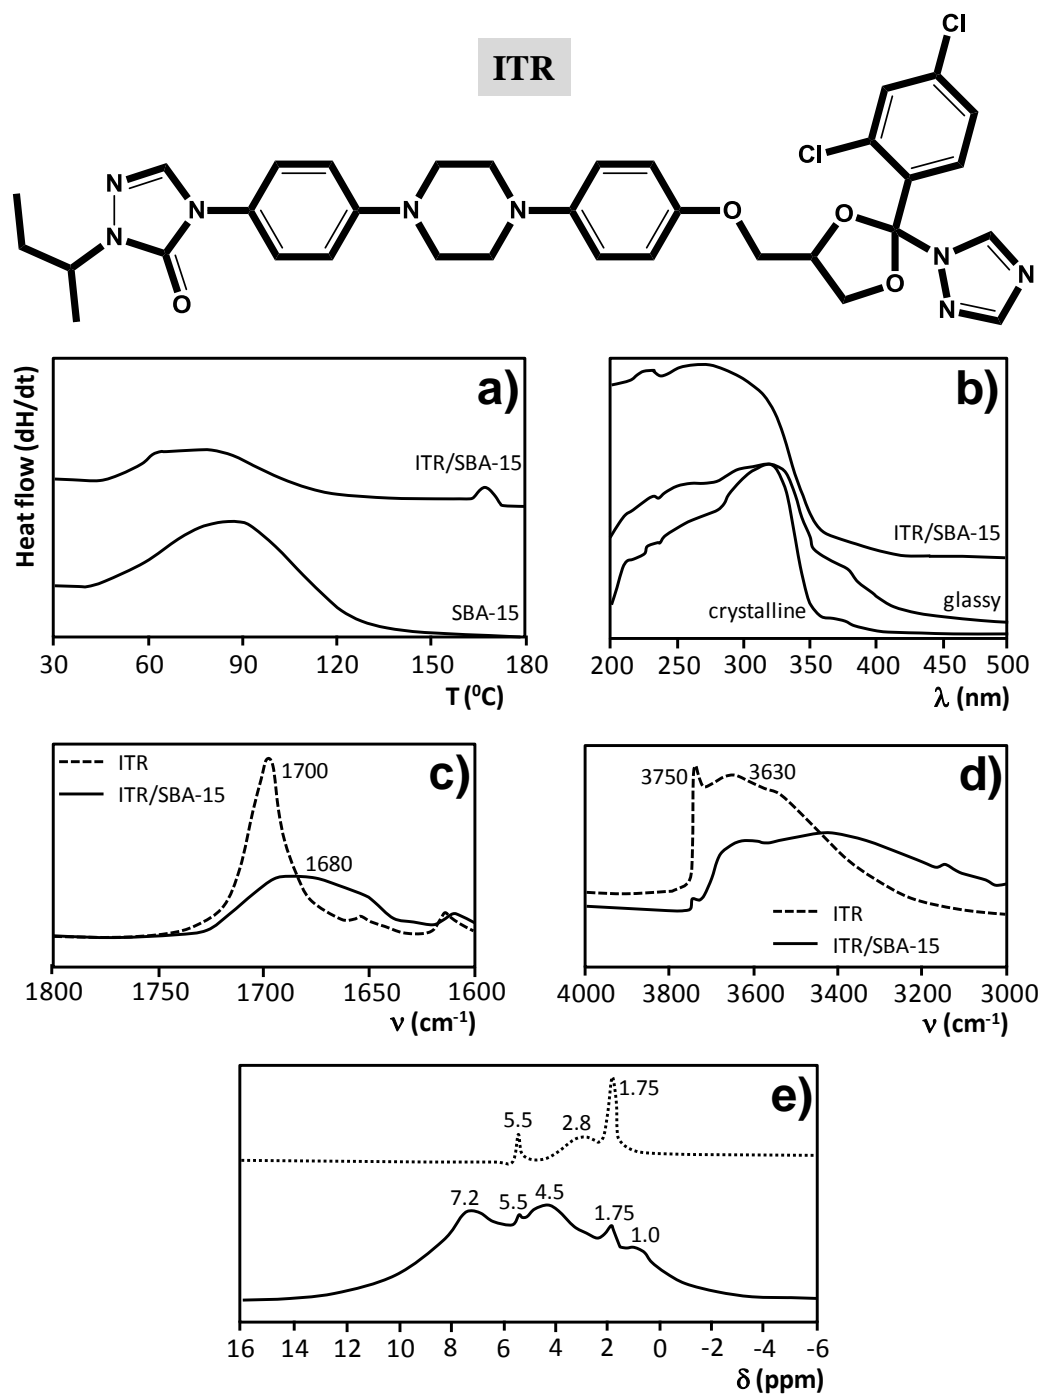 ITR
Cl
Cl
N
N
N
O
N
N
O
O
O
N
N
N
a)
Heat flow (dH/dt)
ITR/SBA-15
SBA-15
30 60 90 120 150 180
T (⁰C)
b)
ITR/SBA-15
glassy
crystalline
200 250 300 350 400 450 500
λ (nm)
c)
ITR
ITR/SBA-15
1700
1680
1800 1750 1700 1650 1600
ν (cm⁻¹)
d)
3750 3630
ITR
ITR/SBA-15
4000 3800 3600 3400 3200 3000
ν (cm⁻¹)
e)
5.5 2.8 1.75
7.2 5.5 4.5 1.75 1.0
16 14 12 10 8 6 4 2 0 -2 -4 -6
δ (ppm)